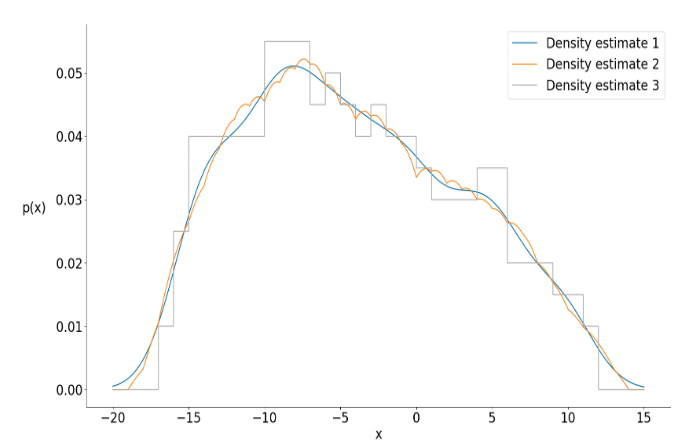 Density estimate 1
Density estimate 2
Density estimate 3
0.05
0.04
0.03
p(x)
0.02
0.01
0.00
−20 −15 −10 −5 0 5 10 15
x